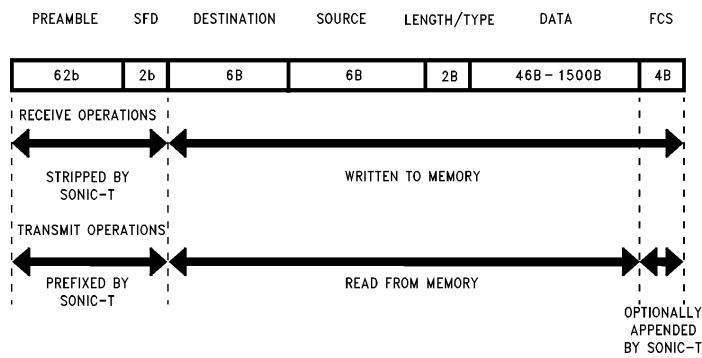 PREAMBLE SFD DESTINATION SOURCE LENGTH/TYPE DATA FCS
62b 2b 6B 6B 2B 46B – 1500B 4B
RECEIVE OPERATIONS
STRIPPED BY
SONIC-T
WRITTEN TO MEMORY
TRANSMIT OPERATIONS
PREFIXED BY
SONIC-T
READ FROM MEMORY
OPTIONALLY
APPENDED
BY SONIC-T